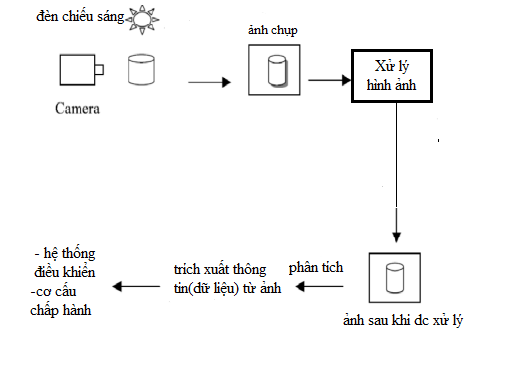 đèn chiếu sáng
ảnh chụp
Xử lý
hình ảnh
Camera
- hệ thống
điều khiển
-cơ cấu
chấp hành
trích xuất thông
tin(dữ liệu) từ ảnh
phân tích
ảnh sau khi dc xử lý